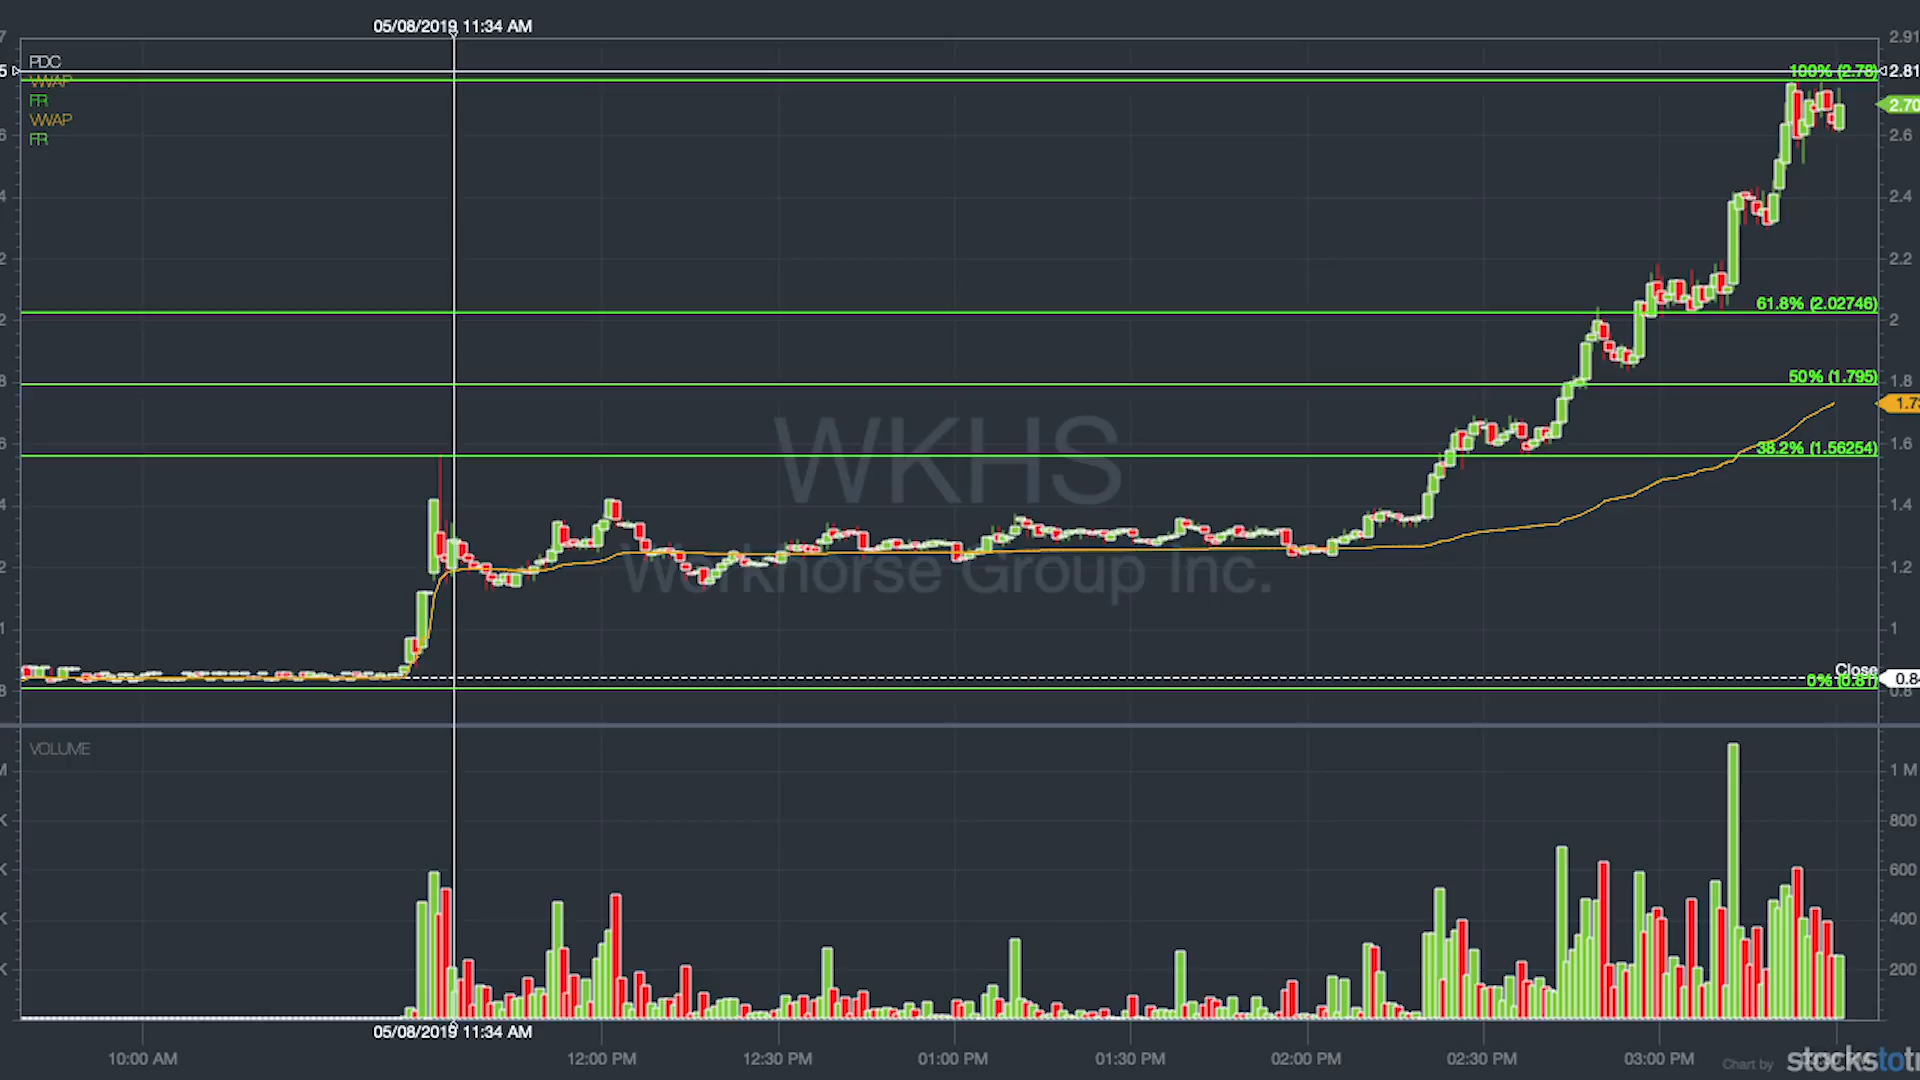 05/08/2019 11:34 AM
2.91
PDC
100% (2.78)
2.81
VWAP
FR
2.70
VWAP
FR
2.6
2.4
2.2
61.8% (2.02746)
2
50% (1.795)
1.8
WKHS
38.2% (1.56254)
1.6
1.4
Workhorse Group Inc.
1.2
1
Close
0% (0.81)
0.8
VOLUME
1 M
800
600
400
200
05/08/2019 11:34 AM
10:00 AM 12:00 PM 12:30 PM 01:00 PM 01:30 PM 02:00 PM 02:30 PM 03:00 PM
Chart by stockstotr